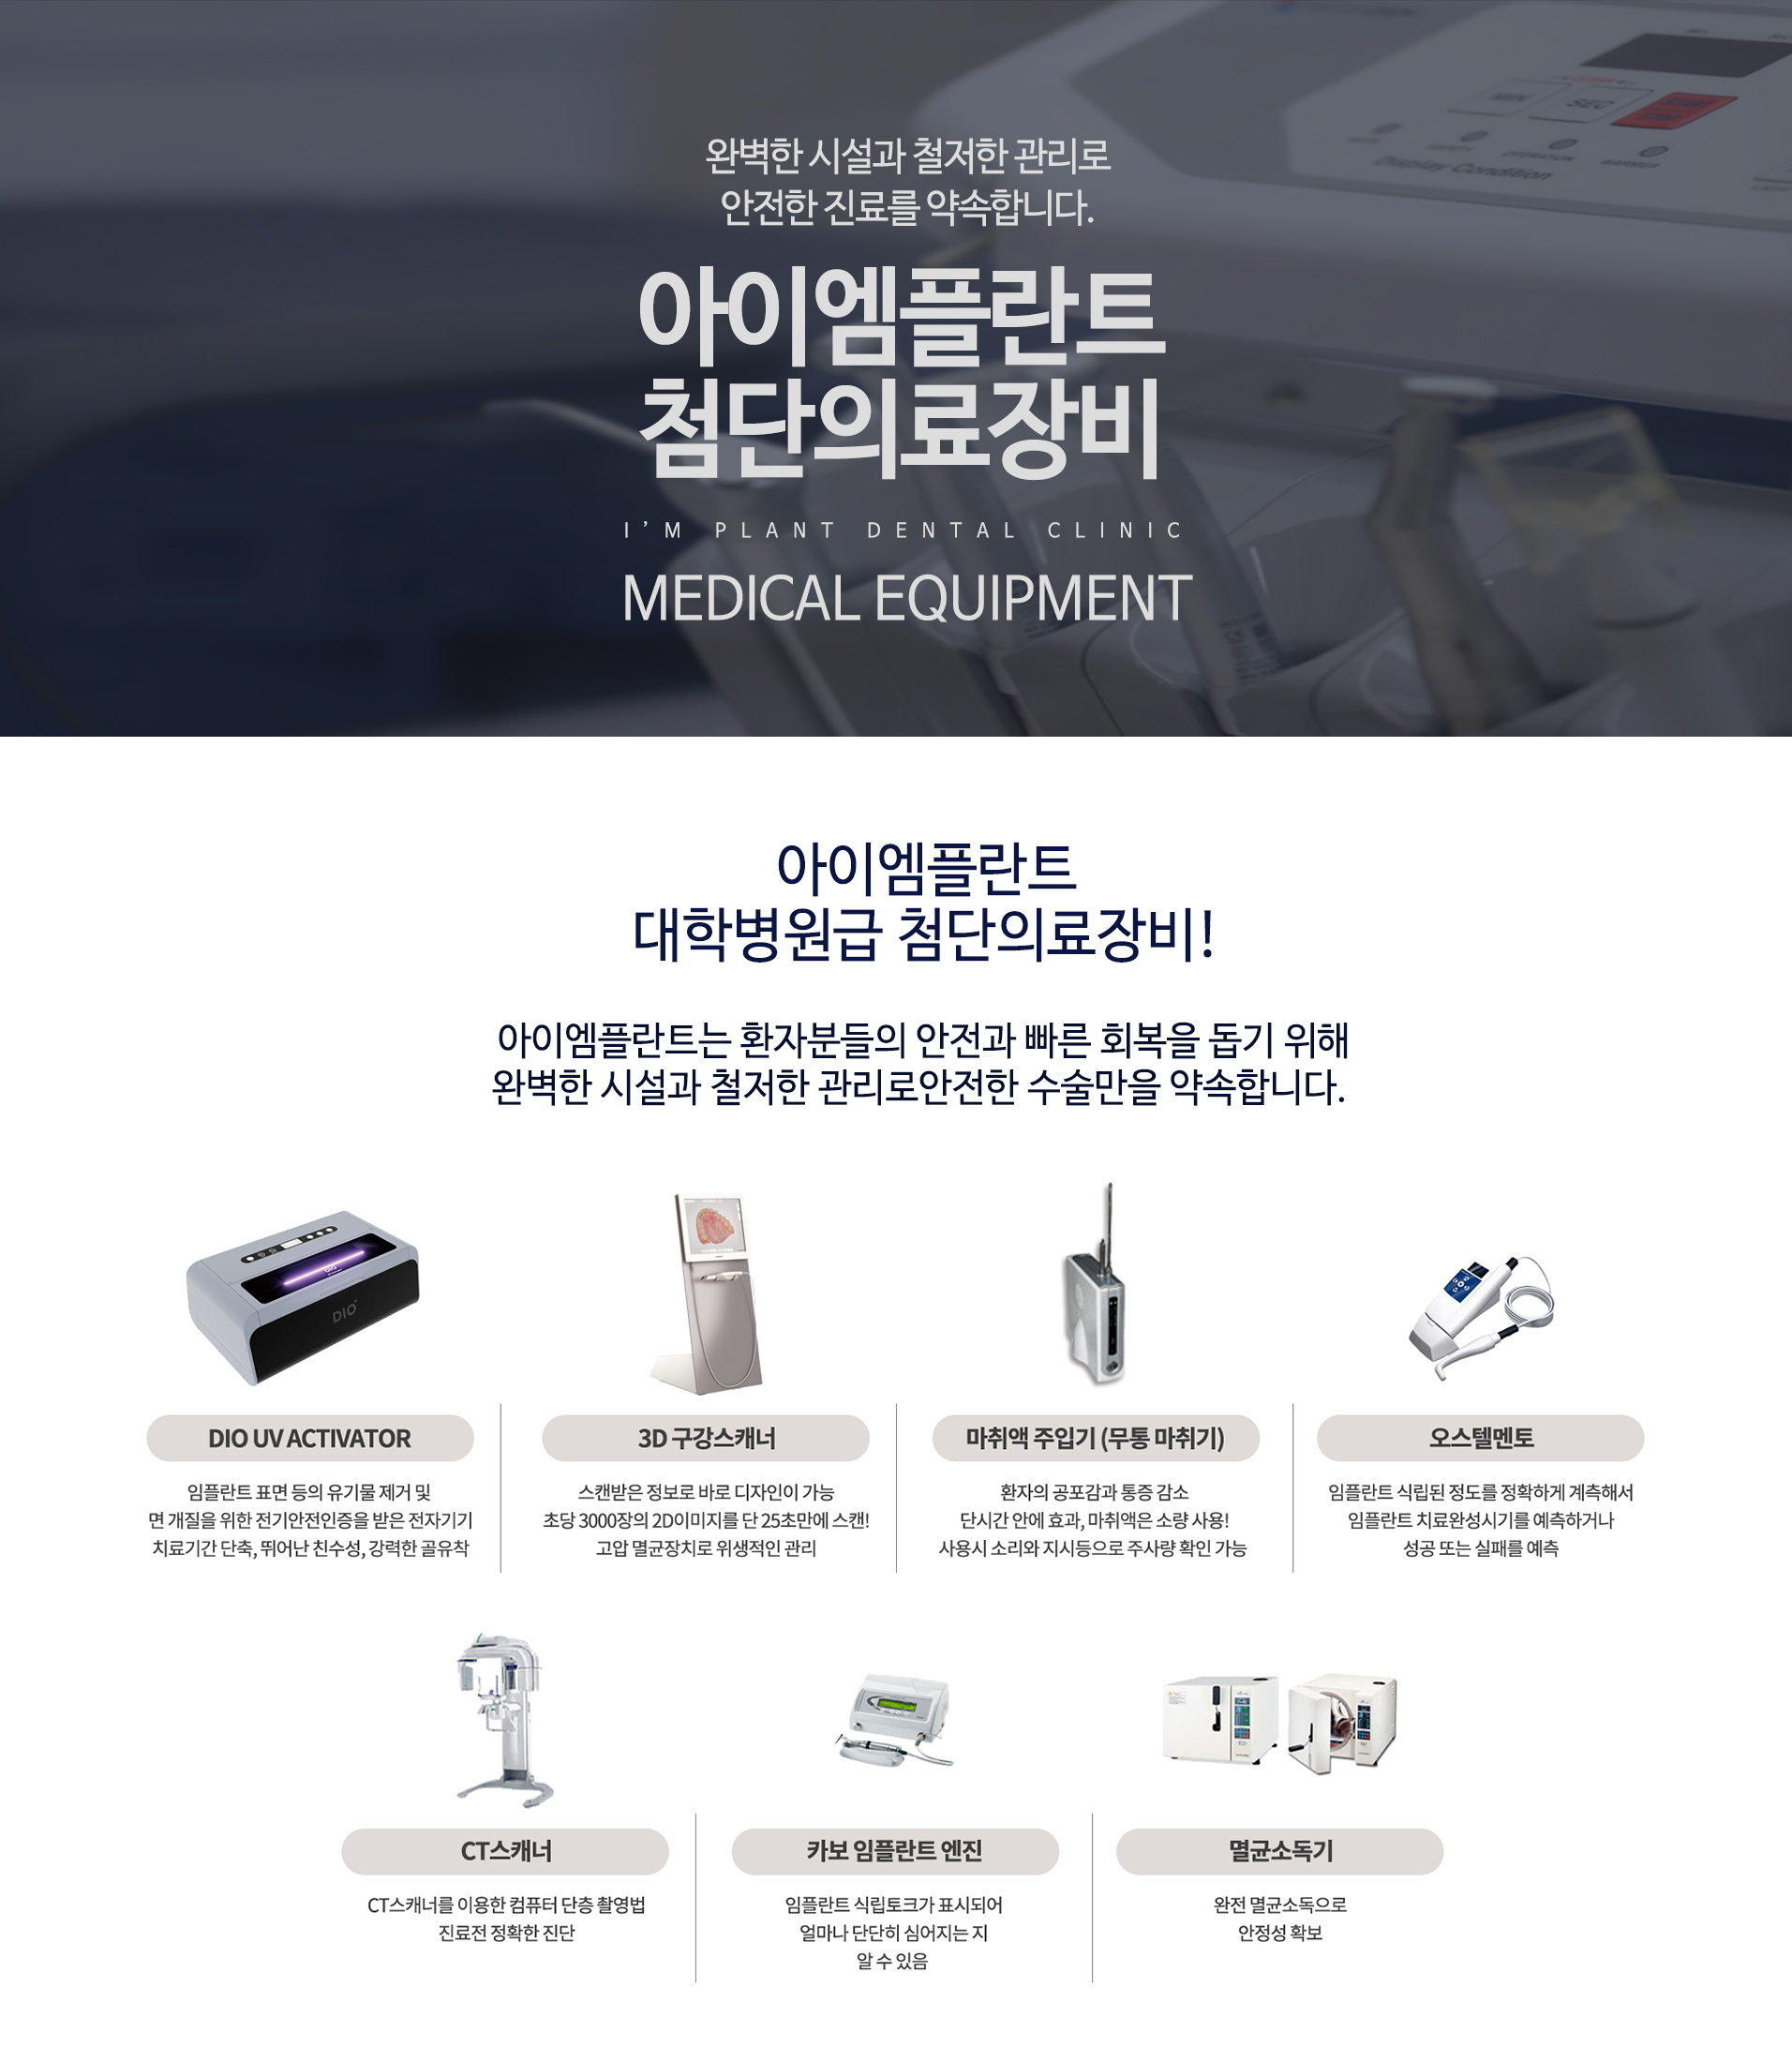 완벽한 시설과 철저한 관리로
안전한 진료를 약속합니다.
아이엠플란트
첨단의료장비
I'M PLANT DENTAL CLINIC
MEDICAL EQUIPMENT
MIN
SEC
START
STOP
OPERATION
WARMER
Display Condition
아이엠플란트
대학병원급 첨단의료장비!
아이엠플란트는 환자분들의 안전과 빠른 회복을 돕기 위해
완벽한 시설과 철저한 관리로안전한 수술만을 약속합니다.
DIO
DIO
DIO UV ACTIVATOR
임플란트 표면 등의 유기물 제거 및
면 개질을 위한 전기안전인증을 받은 전자기기
치료기간 단축, 뛰어난 친수성, 강력한 골유착
3D 구강스캐너
스캔받은 정보로 바로 디자인이 가능
초당 3000장의 2D이미지를 단 25초만에 스캔!
고압 멸균장치로 위생적인 관리
마취액 주입기 (무통 마취기)
환자의 공포감과 통증 감소
단시간 안에 효과, 마취액은 소량 사용!
사용시 소리와 지시등으로 주사량 확인 가능
오스텔멘토
임플란트 식립된 정도를 정확하게 계측해서
임플란트 치료완성시기를 예측하거나
성공 또는 실패를 예측
CT스캐너
CT스캐너를 이용한 컴퓨터 단층 촬영법
진료전 정확한 진단
카보 임플란트 엔진
임플란트 식립토크가 표시되어
얼마나 단단히 심어지는 지
알 수 있음
멸균소독기
완전 멸균소독으로
안정성 확보